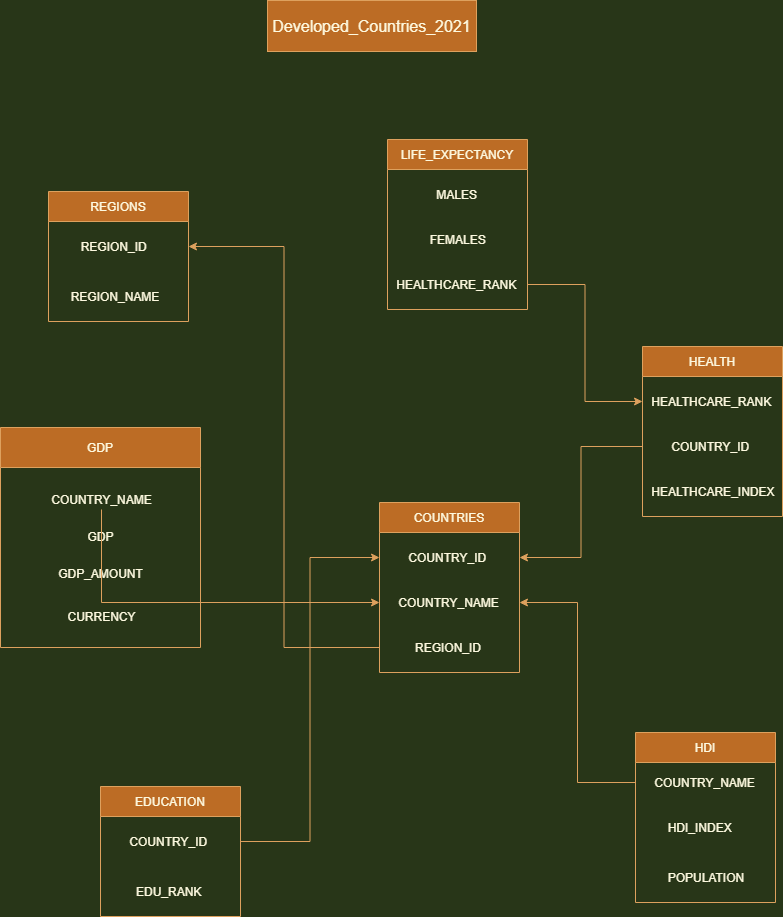 Developed_Countries_2021
LIFE_EXPECTANCY
MALES
FEMALES
HEALTHCARE_RANK
REGIONS
REGION_ID
REGION_NAME
HEALTH
HEALTHCARE_RANK
COUNTRY_ID
HEALTHCARE_INDEX
GDP
COUNTRY_NAME
GDP
GDP_AMOUNT
CURRENCY
COUNTRIES
COUNTRY_ID
COUNTRY_NAME
REGION_ID
HDI
COUNTRY_NAME
HDI_INDEX
POPULATION
EDUCATION
COUNTRY_ID
EDU_RANK